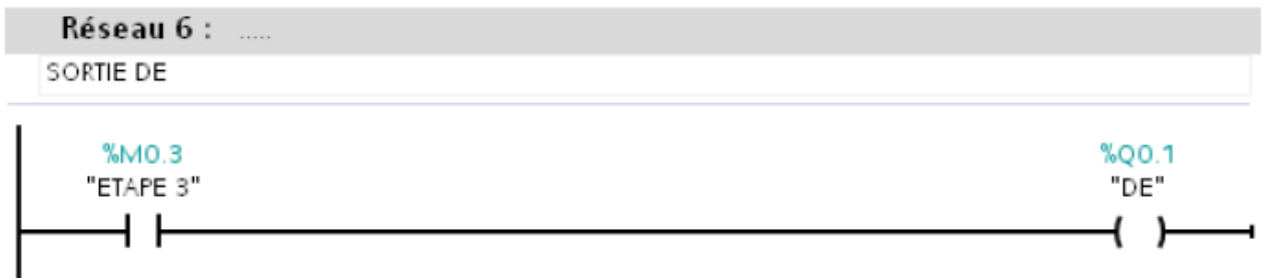 Réseau 6 : .....
SORTIE DE
%M0.3 %Q0.1
"ETAPE 3" "DE"